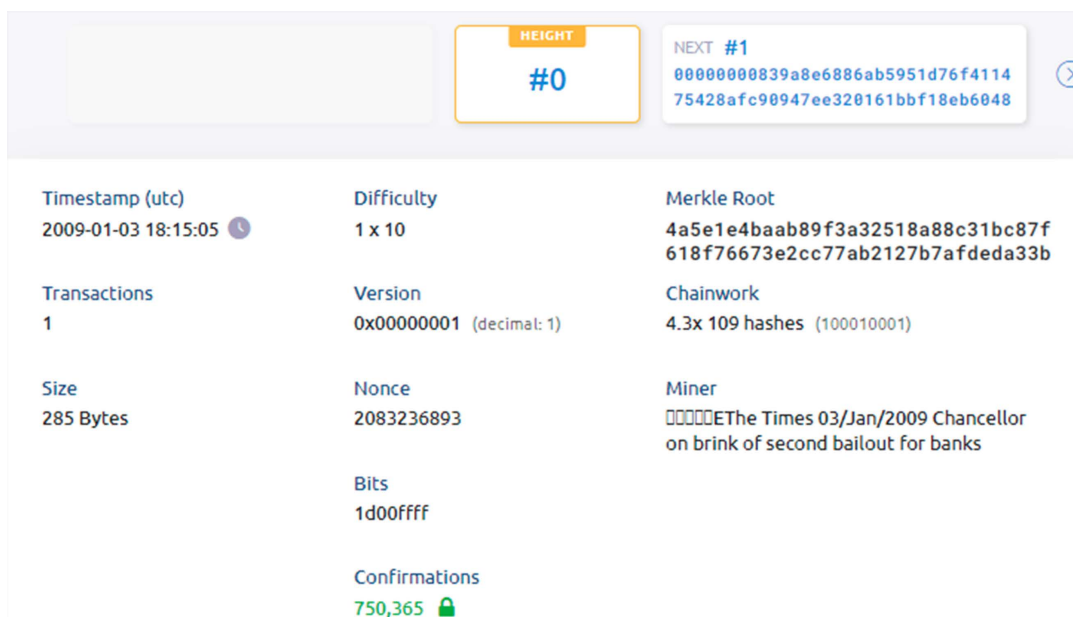 HEIGHT
#0
NEXT #1
00000000839a8e6886ab5951d76f4114
75428afc90947ee320161bbf18eb6048
Timestamp (utc)
2009-01-03 18:15:05
Difficulty
1 x 10
Merkle Root
4a5e1e4baab89f3a32518a88c31bc87f
618f76673e2cc77ab2127b7afdeda33b
Transactions
1
Version
0x00000001 (decimal: 1)
Chainwork
4.3x 109 hashes (100010001)
Size
285 Bytes
Nonce
2083236893
Miner
▯▯▯▯▯EThe Times 03/Jan/2009 Chancellor
on brink of second bailout for banks
Bits
1d00ffff
Confirmations
750,365